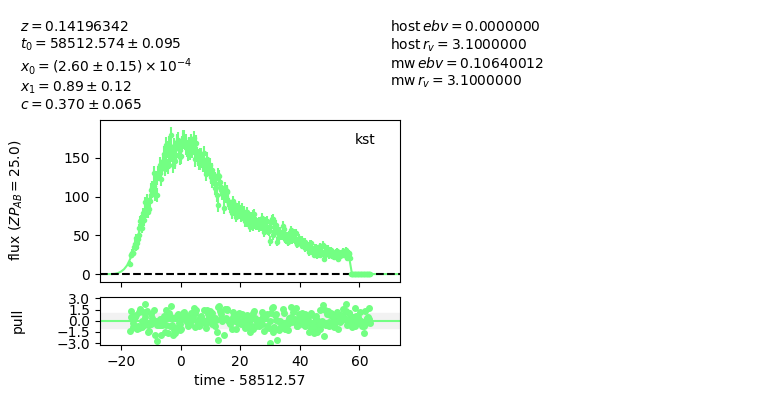 z = 0.14196342
t₀ = 58512.574 ± 0.095
x₀ = (2.60 ± 0.15) × 10⁻⁴
x₁ = 0.89 ± 0.12
c = 0.370 ± 0.065
host ebv = 0.0000000
host r_v = 3.1000000
mw ebv = 0.10640012
mw r_v = 3.1000000
kst
flux (ZP_AB = 25.0)
150
100
50
0
pull
3.0
1.5
0.0
−1.5
−3.0
−20 0 20 40 60
time - 58512.57